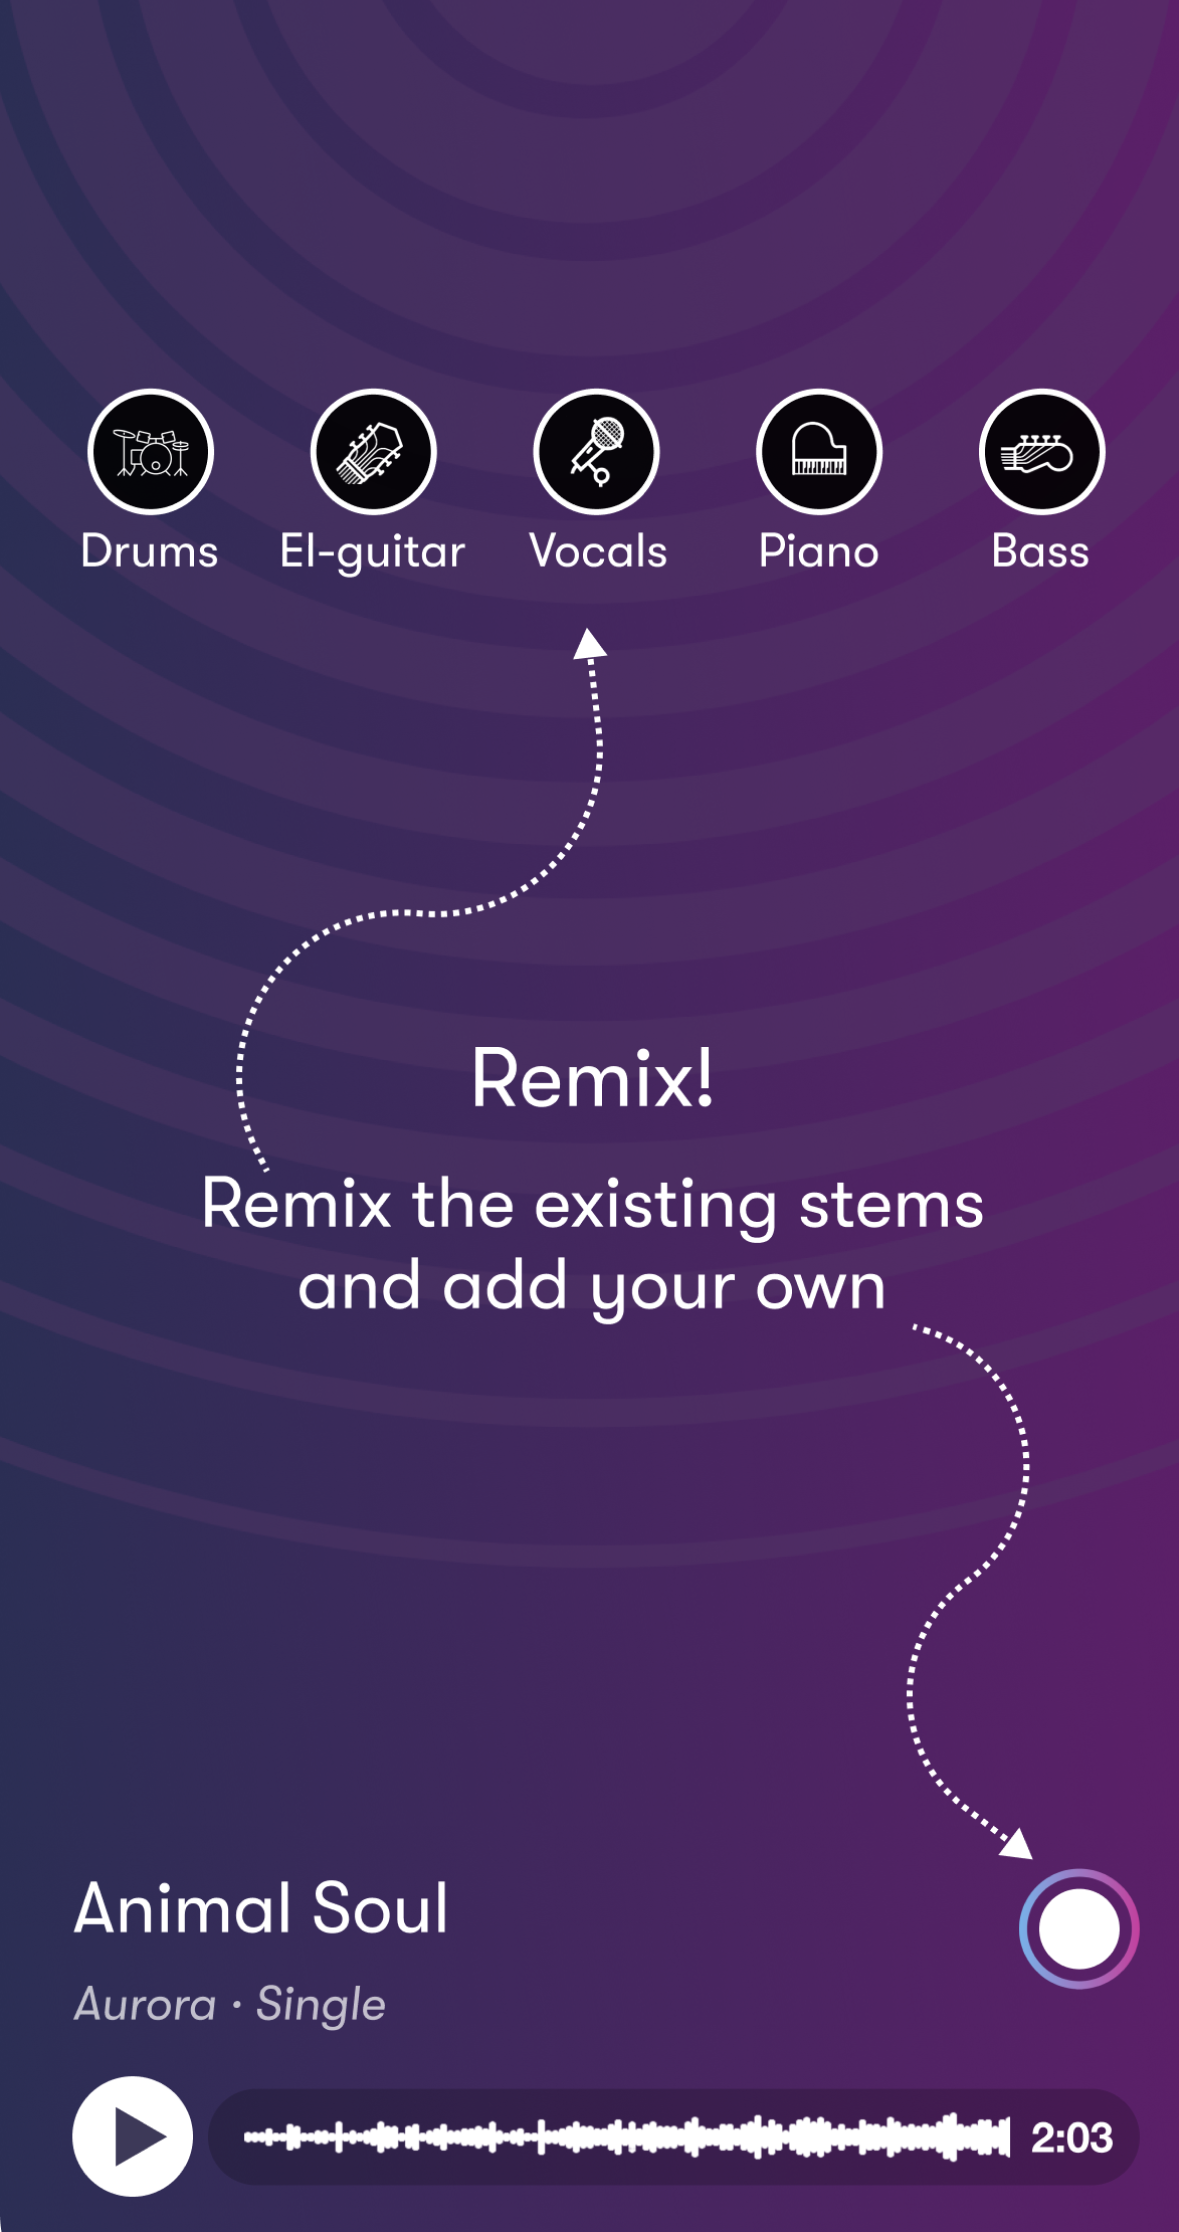 Drums El-guitar Vocals Piano Bass
Remix!
Remix the existing stems
and add your own
Animal Soul
Aurora · Single
2:03